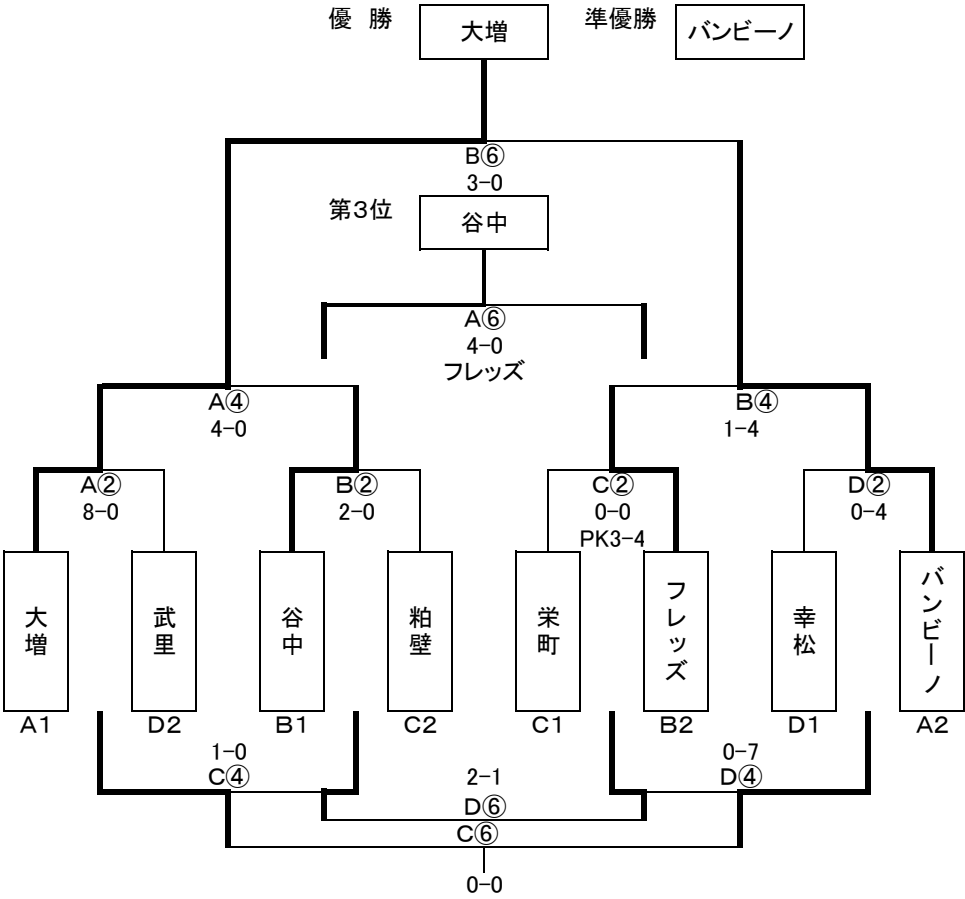 優 勝 大増 準優勝 バンビーノ
B⑥
3-0
第3位 谷中
A⑥
4-0
フレッズ
A④ B④
4-0 1-4
A② B② C② D②
8-0 2-0 0-0 0-4
PK3-4
大増 武里 谷中 粕壁 栄町 フレッズ 幸松 バンビーノ
A1 D2 B1 C2 C1 B2 D1 A2
1-0 0-7
C④ 2-1 D④
D⑥
C⑥
0-0